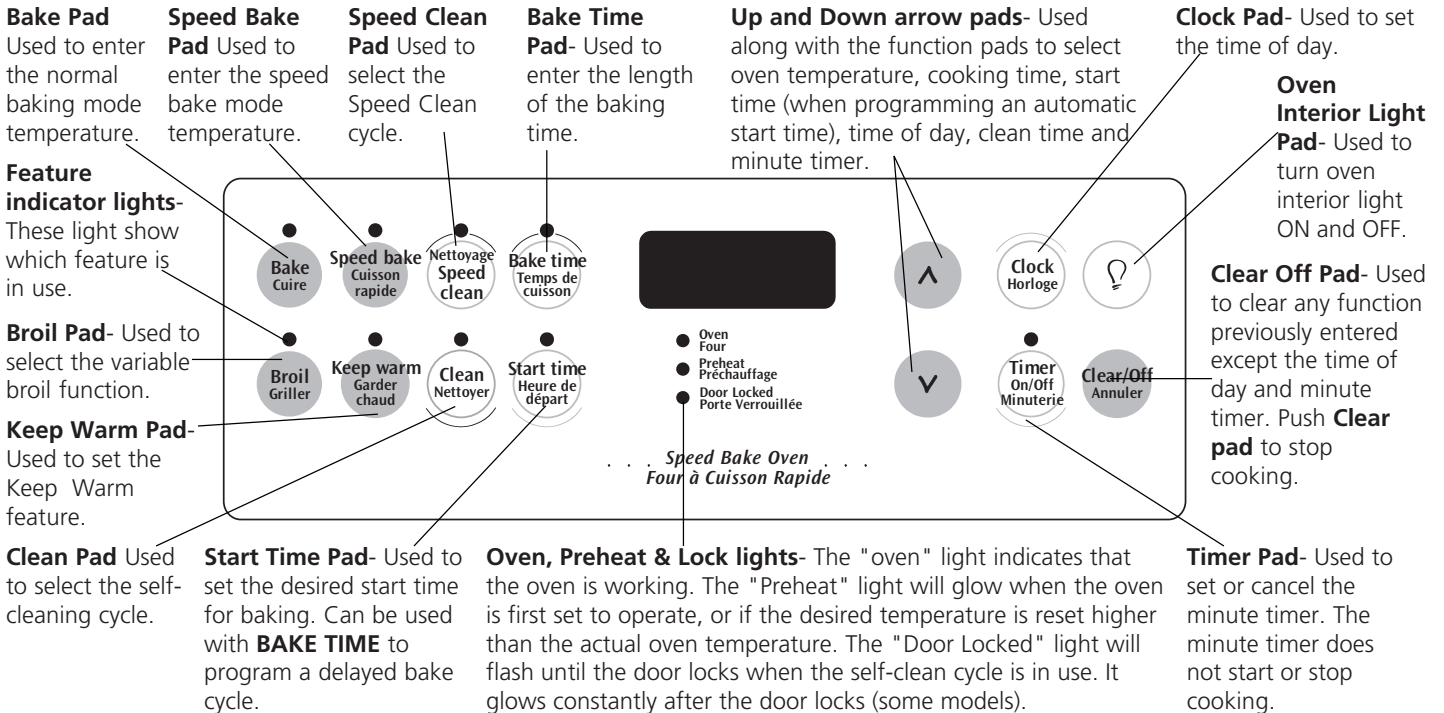 Bake Pad
Used to enter
the normal
baking mode
temperature.
Speed Bake
Pad Used to
enter the speed
bake mode
temperature.
Speed Clean
Pad Used to
select the
Speed Clean
cycle.
Bake Time
Pad- Used to
enter the length
of the baking
time.
Up and Down arrow pads- Used
along with the function pads to select
oven temperature, cooking time, start
time (when programming an automatic
start time), time of day, clean time and
minute timer.
Clock Pad- Used to set
the time of day.
Oven
Interior Light
Pad- Used to
turn oven
interior light
ON and OFF.
Feature
indicator lights-
These light show
which feature is
in use.
Broil Pad- Used to
select the variable
broil function.
Keep Warm Pad-
Used to set the
Keep Warm
feature.
Bake
Cuire
Speed bake
Cuisson
rapide
Nettoyage
Speed
clean
Bake time
Temps de
cuisson
Clock
Horloge
Broil
Griller
Keep warm
Garder
chaud
Clean
Nettoyer
Start time
Heure de
départ
Oven
Four
Preheat
Préchauffage
Door Locked
Porte Verrouillée
Timer
On/Off
Minuterie
Clear/Off
Annuler
. . . Speed Bake Oven . . .
Four à Cuisson Rapide
Clear Off Pad- Used
to clear any function
previously entered
except the time of
day and minute
timer. Push Clear
pad to stop
cooking.
Clean Pad Used
to select the self-
cleaning cycle.
Start Time Pad- Used to
set the desired start time
for baking. Can be used
with BAKE TIME to
program a delayed bake
cycle.
Oven, Preheat & Lock lights- The "oven" light indicates that
the oven is working. The "Preheat" light will glow when the oven
is first set to operate, or if the desired temperature is reset higher
than the actual oven temperature. The "Door Locked" light will
flash until the door locks when the self-clean cycle is in use. It
glows constantly after the door locks (some models).
Timer Pad- Used to
set or cancel the
minute timer. The
minute timer does
not start or stop
cooking.